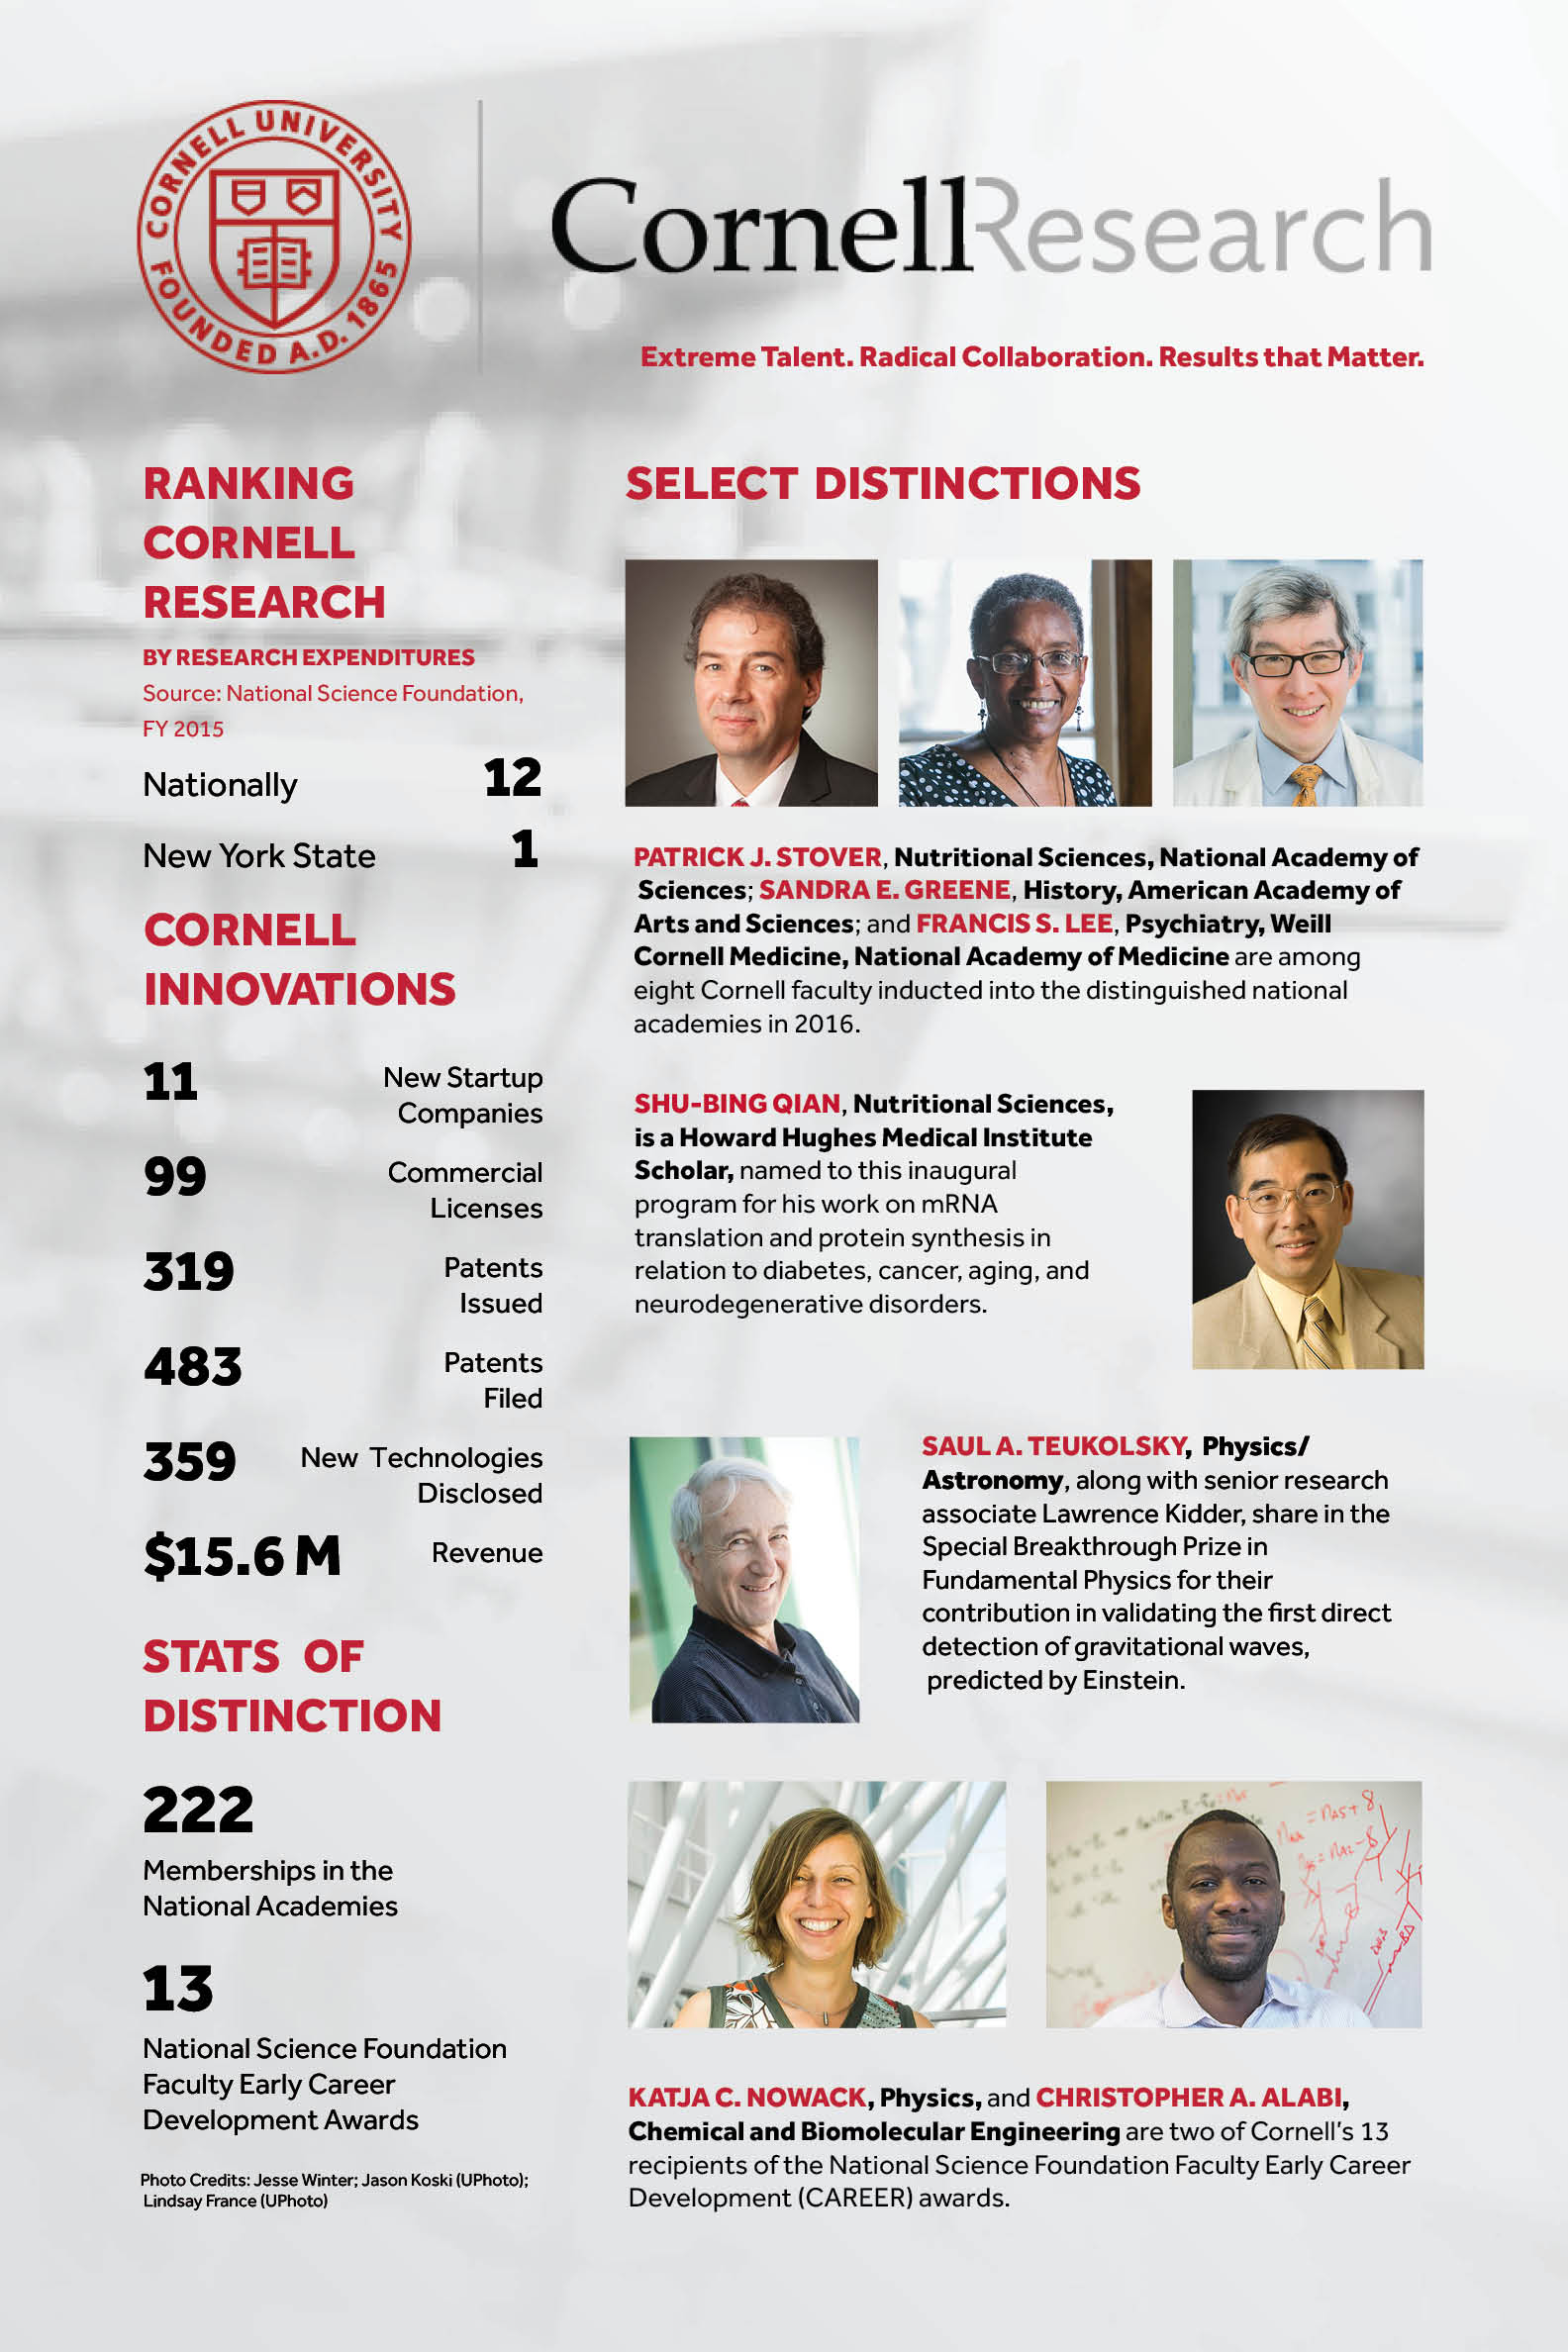 CORNELL UNIVERSITY
FOUNDED A.D. 1865
CornellResearch
Extreme Talent. Radical Collaboration. Results that Matter.
RANKING
CORNELL
RESEARCH
BY RESEARCH EXPENDITURES
Source: National Science Foundation,
FY 2015
Nationally 12
New York State 1
CORNELL
INNOVATIONS
11 New Startup
Companies
99 Commercial
Licenses
319 Patents
Issued
483 Patents
Filed
359 New Technologies
Disclosed
$15.6 M Revenue
STATS OF
DISTINCTION
222
Memberships in the
National Academies
13
National Science Foundation
Faculty Early Career
Development Awards
Photo Credits: Jesse Winter; Jason Koski (UPhoto);
Lindsay France (UPhoto)
SELECT DISTINCTIONS
PATRICK J. STOVER, Nutritional Sciences, National Academy of
Sciences; SANDRA E. GREENE, History, American Academy of
Arts and Sciences; and FRANCIS S. LEE, Psychiatry, Weill
Cornell Medicine, National Academy of Medicine are among
eight Cornell faculty inducted into the distinguished national
academies in 2016.
SHU-BING QIAN, Nutritional Sciences,
is a Howard Hughes Medical Institute
Scholar, named to this inaugural
program for his work on mRNA
translation and protein synthesis in
relation to diabetes, cancer, aging, and
neurodegenerative disorders.
SAUL A. TEUKOLSKY, Physics/
Astronomy, along with senior research
associate Lawrence Kidder, share in the
Special Breakthrough Prize in
Fundamental Physics for their
contribution in validating the first direct
detection of gravitational waves,
predicted by Einstein.
KATJA C. NOWACK, Physics, and CHRISTOPHER A. ALABI,
Chemical and Biomolecular Engineering are two of Cornell's 13
recipients of the National Science Foundation Faculty Early Career
Development (CAREER) awards.